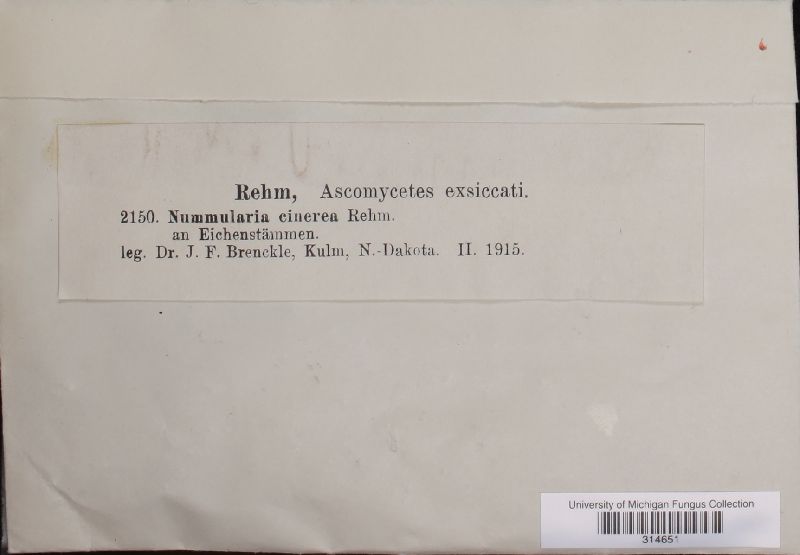 Rehm, Ascomycetes exsiccati.
2150. Nummularia cinerea Rehm.
an Eichenstämmen.
leg. Dr. J. F. Brenckle, Kulm, N.-Dakota. II. 1915.
University of Michigan Fungus Collection
314651